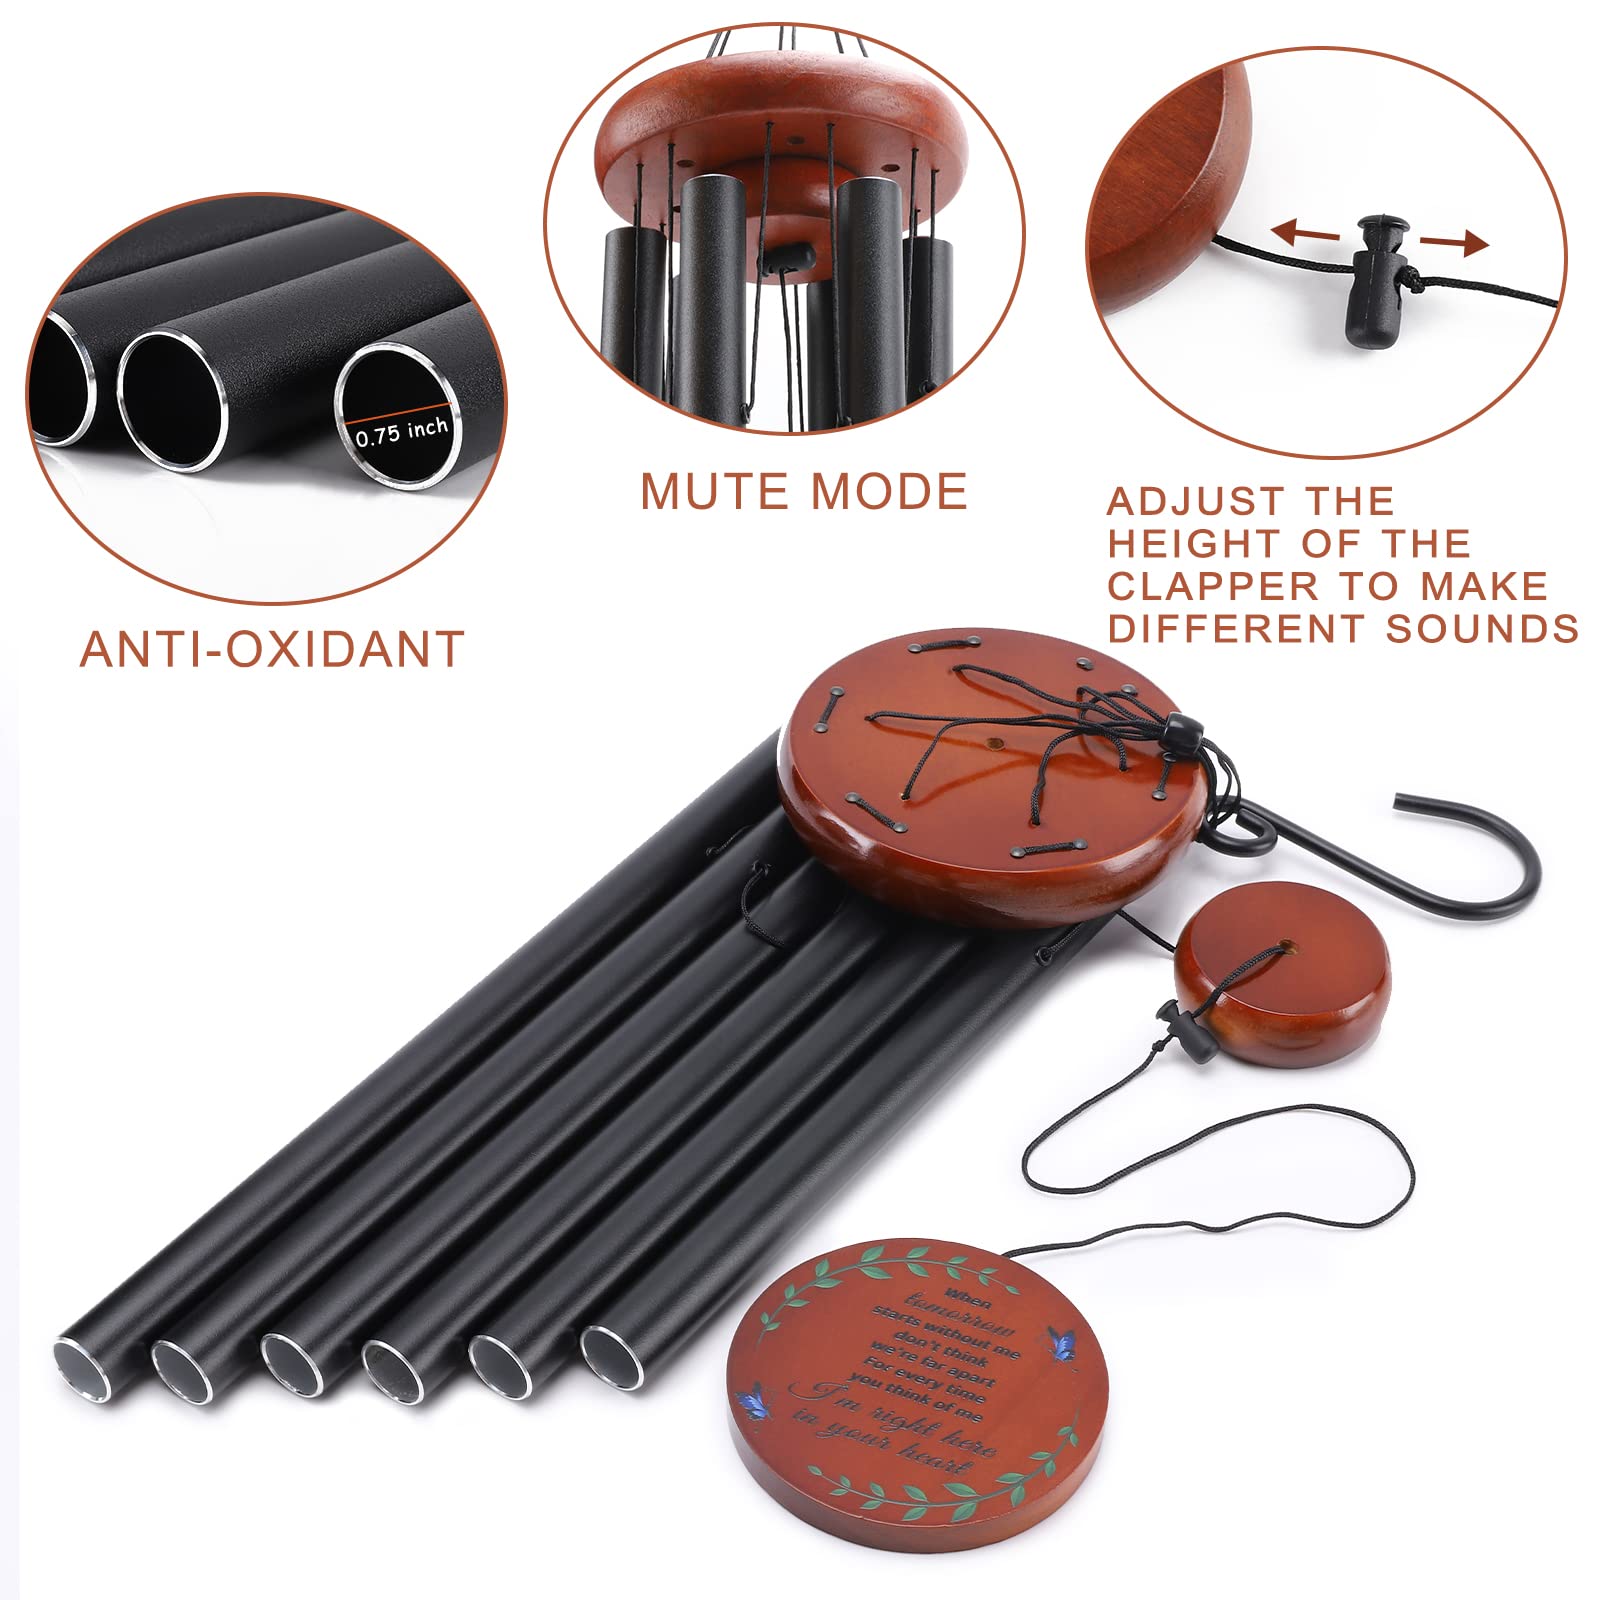 0.75 inch
ANTI-OXIDANT
MUTE MODE
ADJUST THE
HEIGHT OF THE
CLAPPER TO MAKE
DIFFERENT SOUNDS
When
tomorrow
starts without me
don't think
we're far apart
For every time
you think of me
I'm right here
in your heart